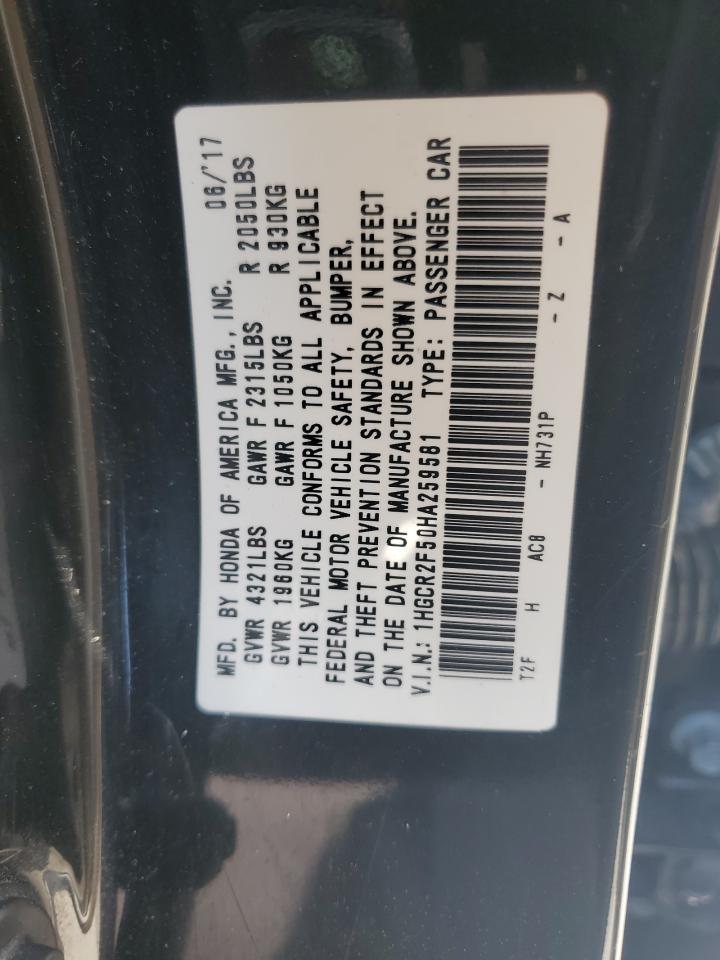 MFD. BY HONDA OF AMERICA MFG., INC. 06/'17
GVWR 4321LBS GAWR F 2315LBS R 2050LBS
GVWR 1960KG GAWR F 1050KG R 930KG
THIS VEHICLE CONFORMS TO ALL APPLICABLE
FEDERAL MOTOR VEHICLE SAFETY, BUMPER,
AND THEFT PREVENTION STANDARDS IN EFFECT
ON THE DATE OF MANUFACTURE SHOWN ABOVE.
V.I.N.: 1HGCR2F50HA259581 TYPE: PASSENGER CAR
T2F H AC8 - NH731P - Z - A